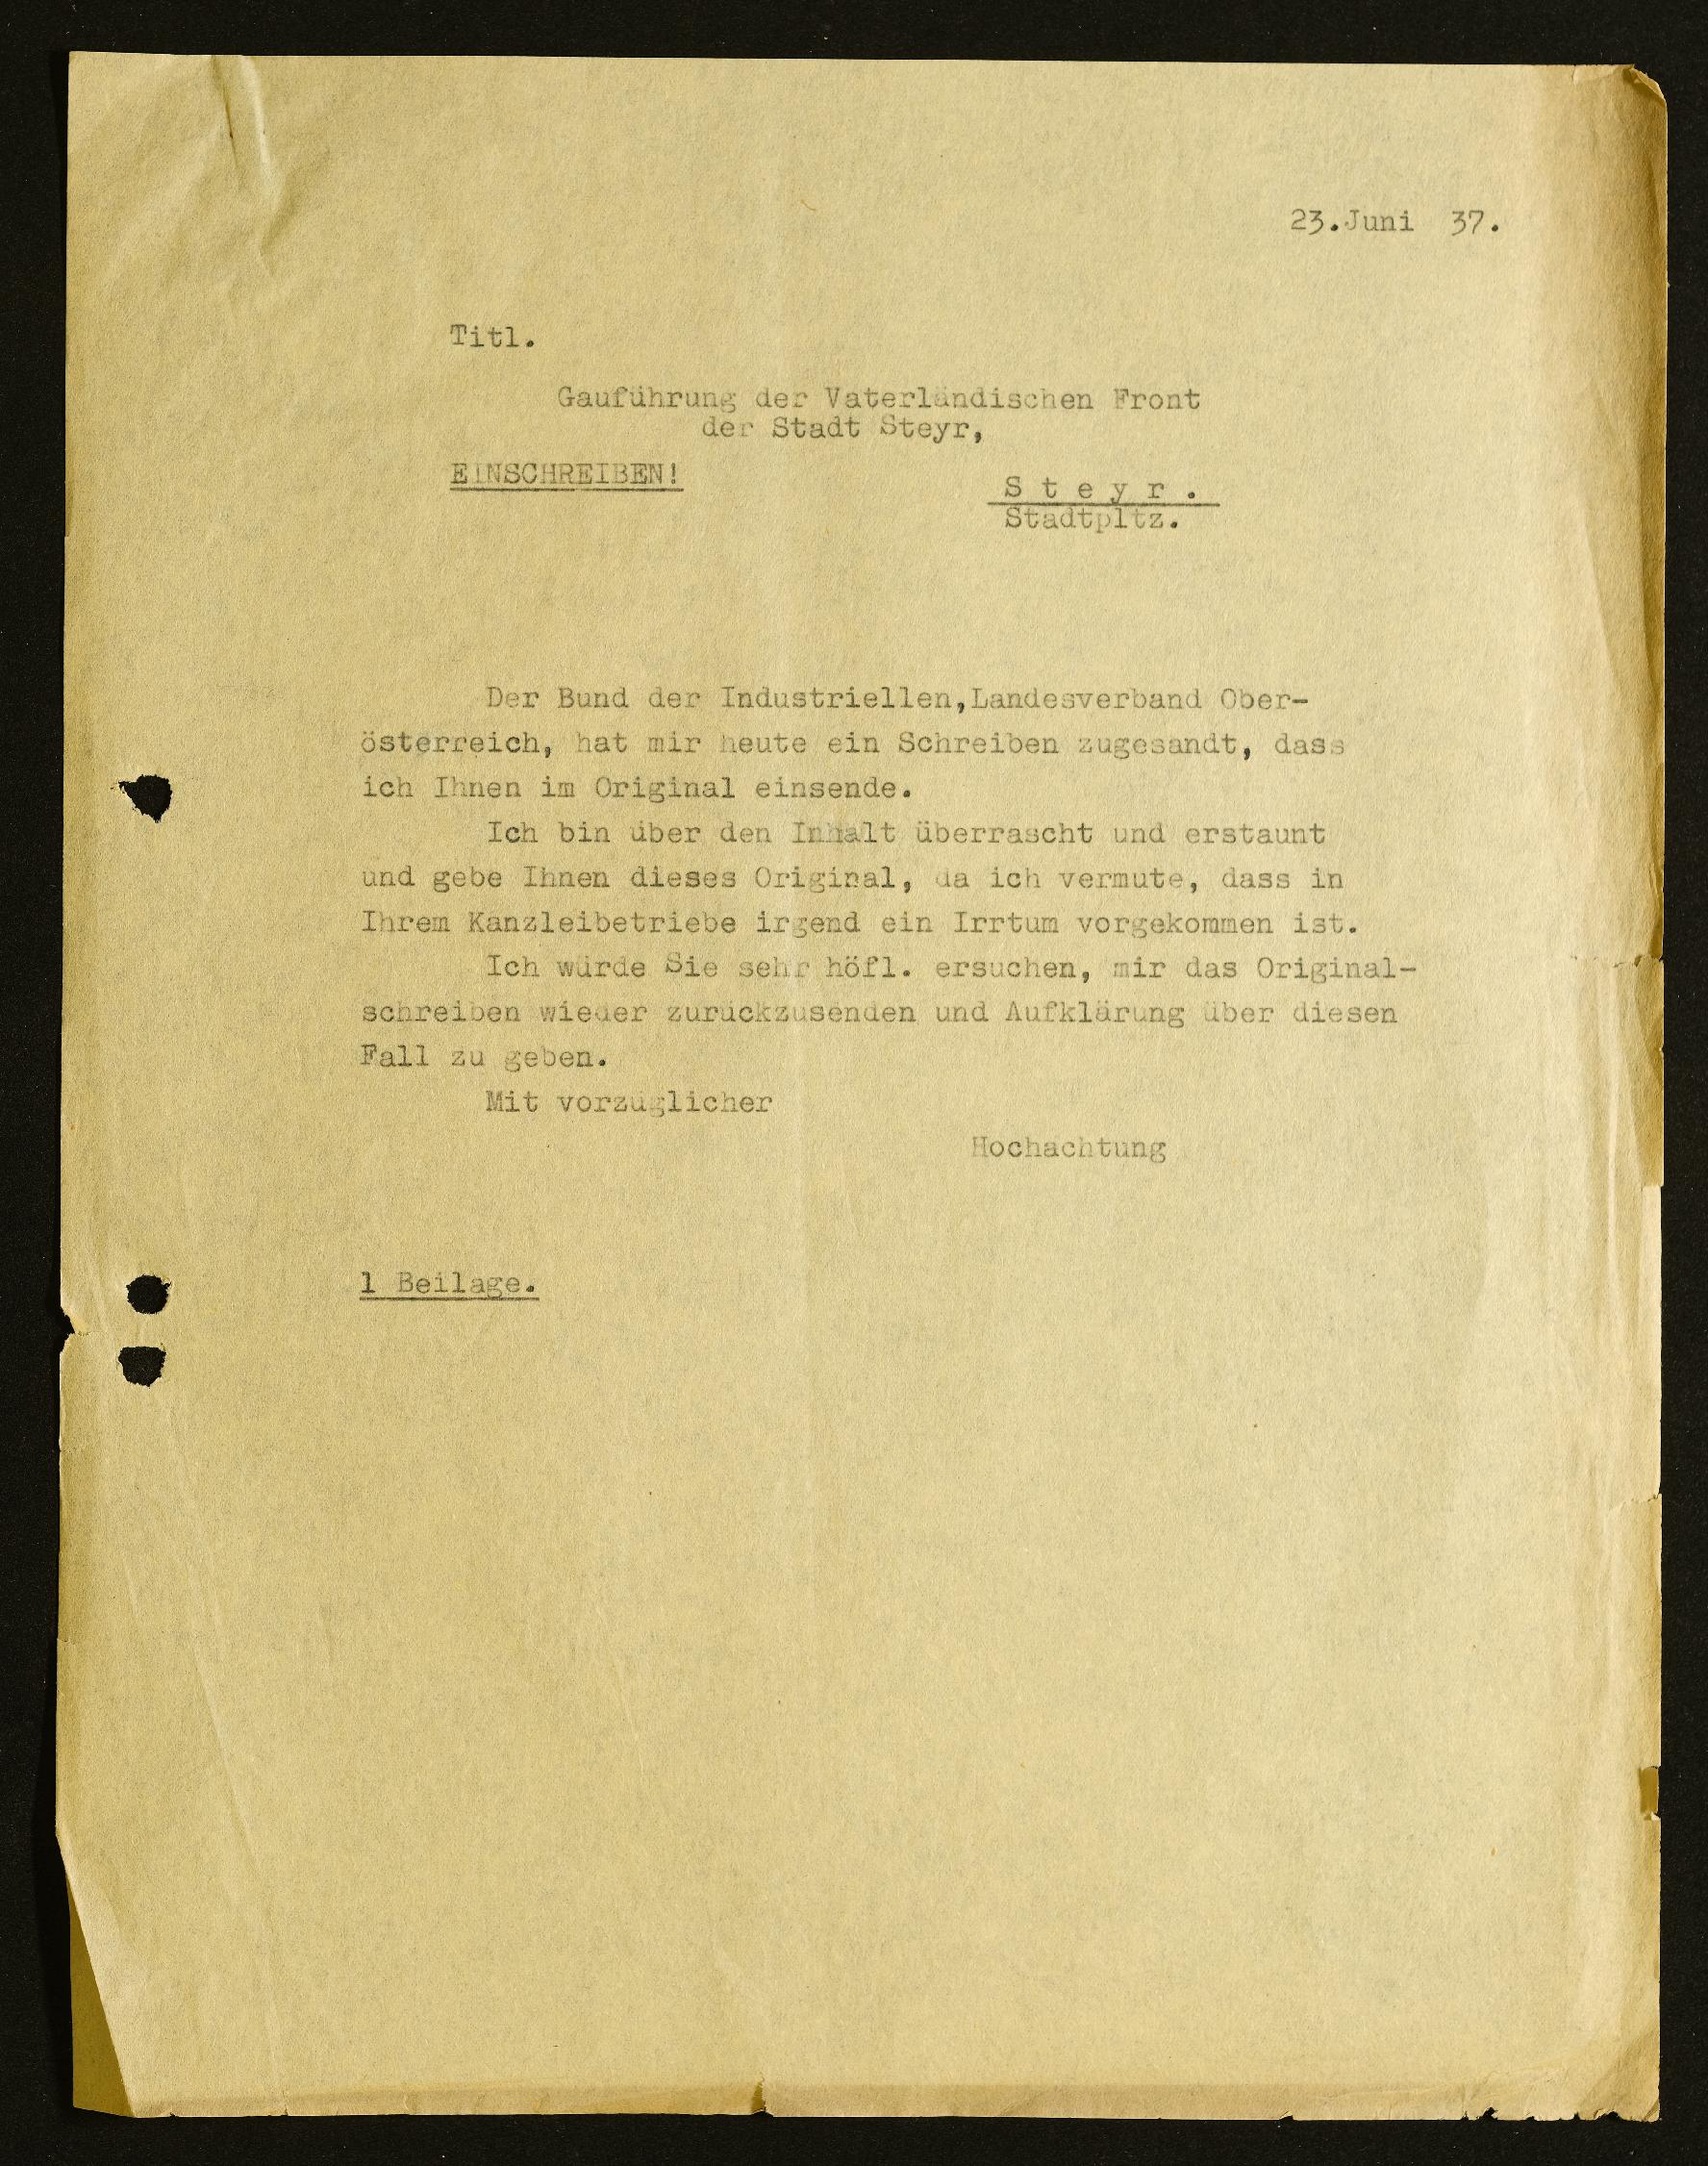 23.Juni 37.
Titl.
Gauführung der Vaterländischen Front
der Stadt Steyr,
EINSCHREIBEN!
S t e y r .
Stadtpltz.
Der Bund der Industriellen,Landesverband Ober-
österreich, hat mir heute ein Schreiben zugesandt, dass
ich Ihnen im Original einsende.
Ich bin über den Inhalt überrascht und erstaunt
und gebe Ihnen dieses Original, da ich vermute, dass in
Ihrem Kanzleibetriebe irgend ein Irrtum vorgekommen ist.
Ich würde Sie sehr höfl. ersuchen, mir das Original-
schreiben wieder zurückzusenden und Aufklärung über diesen
Fall zu geben.
Mit vorzüglicher
Hochachtung
1 Beilage.